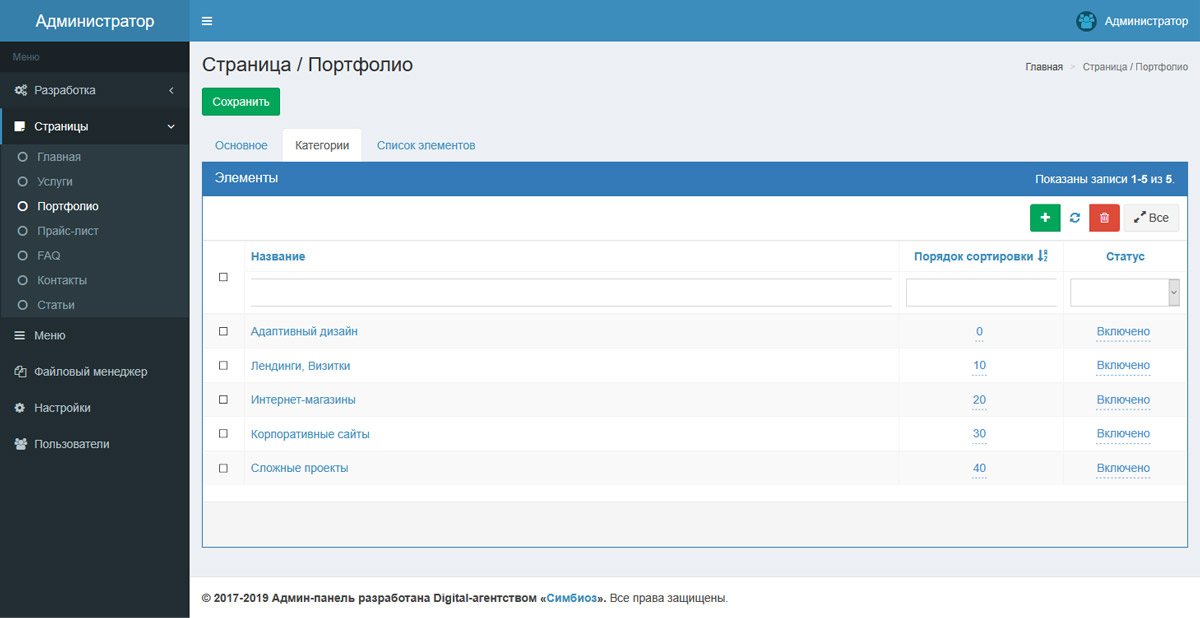 Администратор
Администратор
Меню
Разработка
Страницы
Главная
Услуги
Портфолио
Прайс-лист
FAQ
Контакты
Статьи
Меню
Файловый менеджер
Настройки
Пользователи
Страница / Портфолио
Главная > Страница / Портфолио
Сохранить
Основное Категории Список элементов
Элементы Показаны записи 1-5 из 5.
Все
Название Порядок сортировки Статус
Адаптивный дизайн 0 Включено
Лендинги, Визитки 10 Включено
Интернет-магазины 20 Включено
Корпоративные сайты 30 Включено
Сложные проекты 40 Включено
© 2017-2019 Админ-панель разработана Digital-агентством «Симбиоз». Все права защищены.